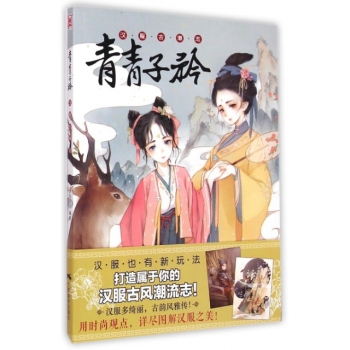 汉·服·古·潮·志
青青子衿
汉·服·也·有·新·玩·法
打造属于你的
汉服古风潮流志！
汉服多绮丽，古韵风雅传！
用时尚观点，详尽图解汉服之美！